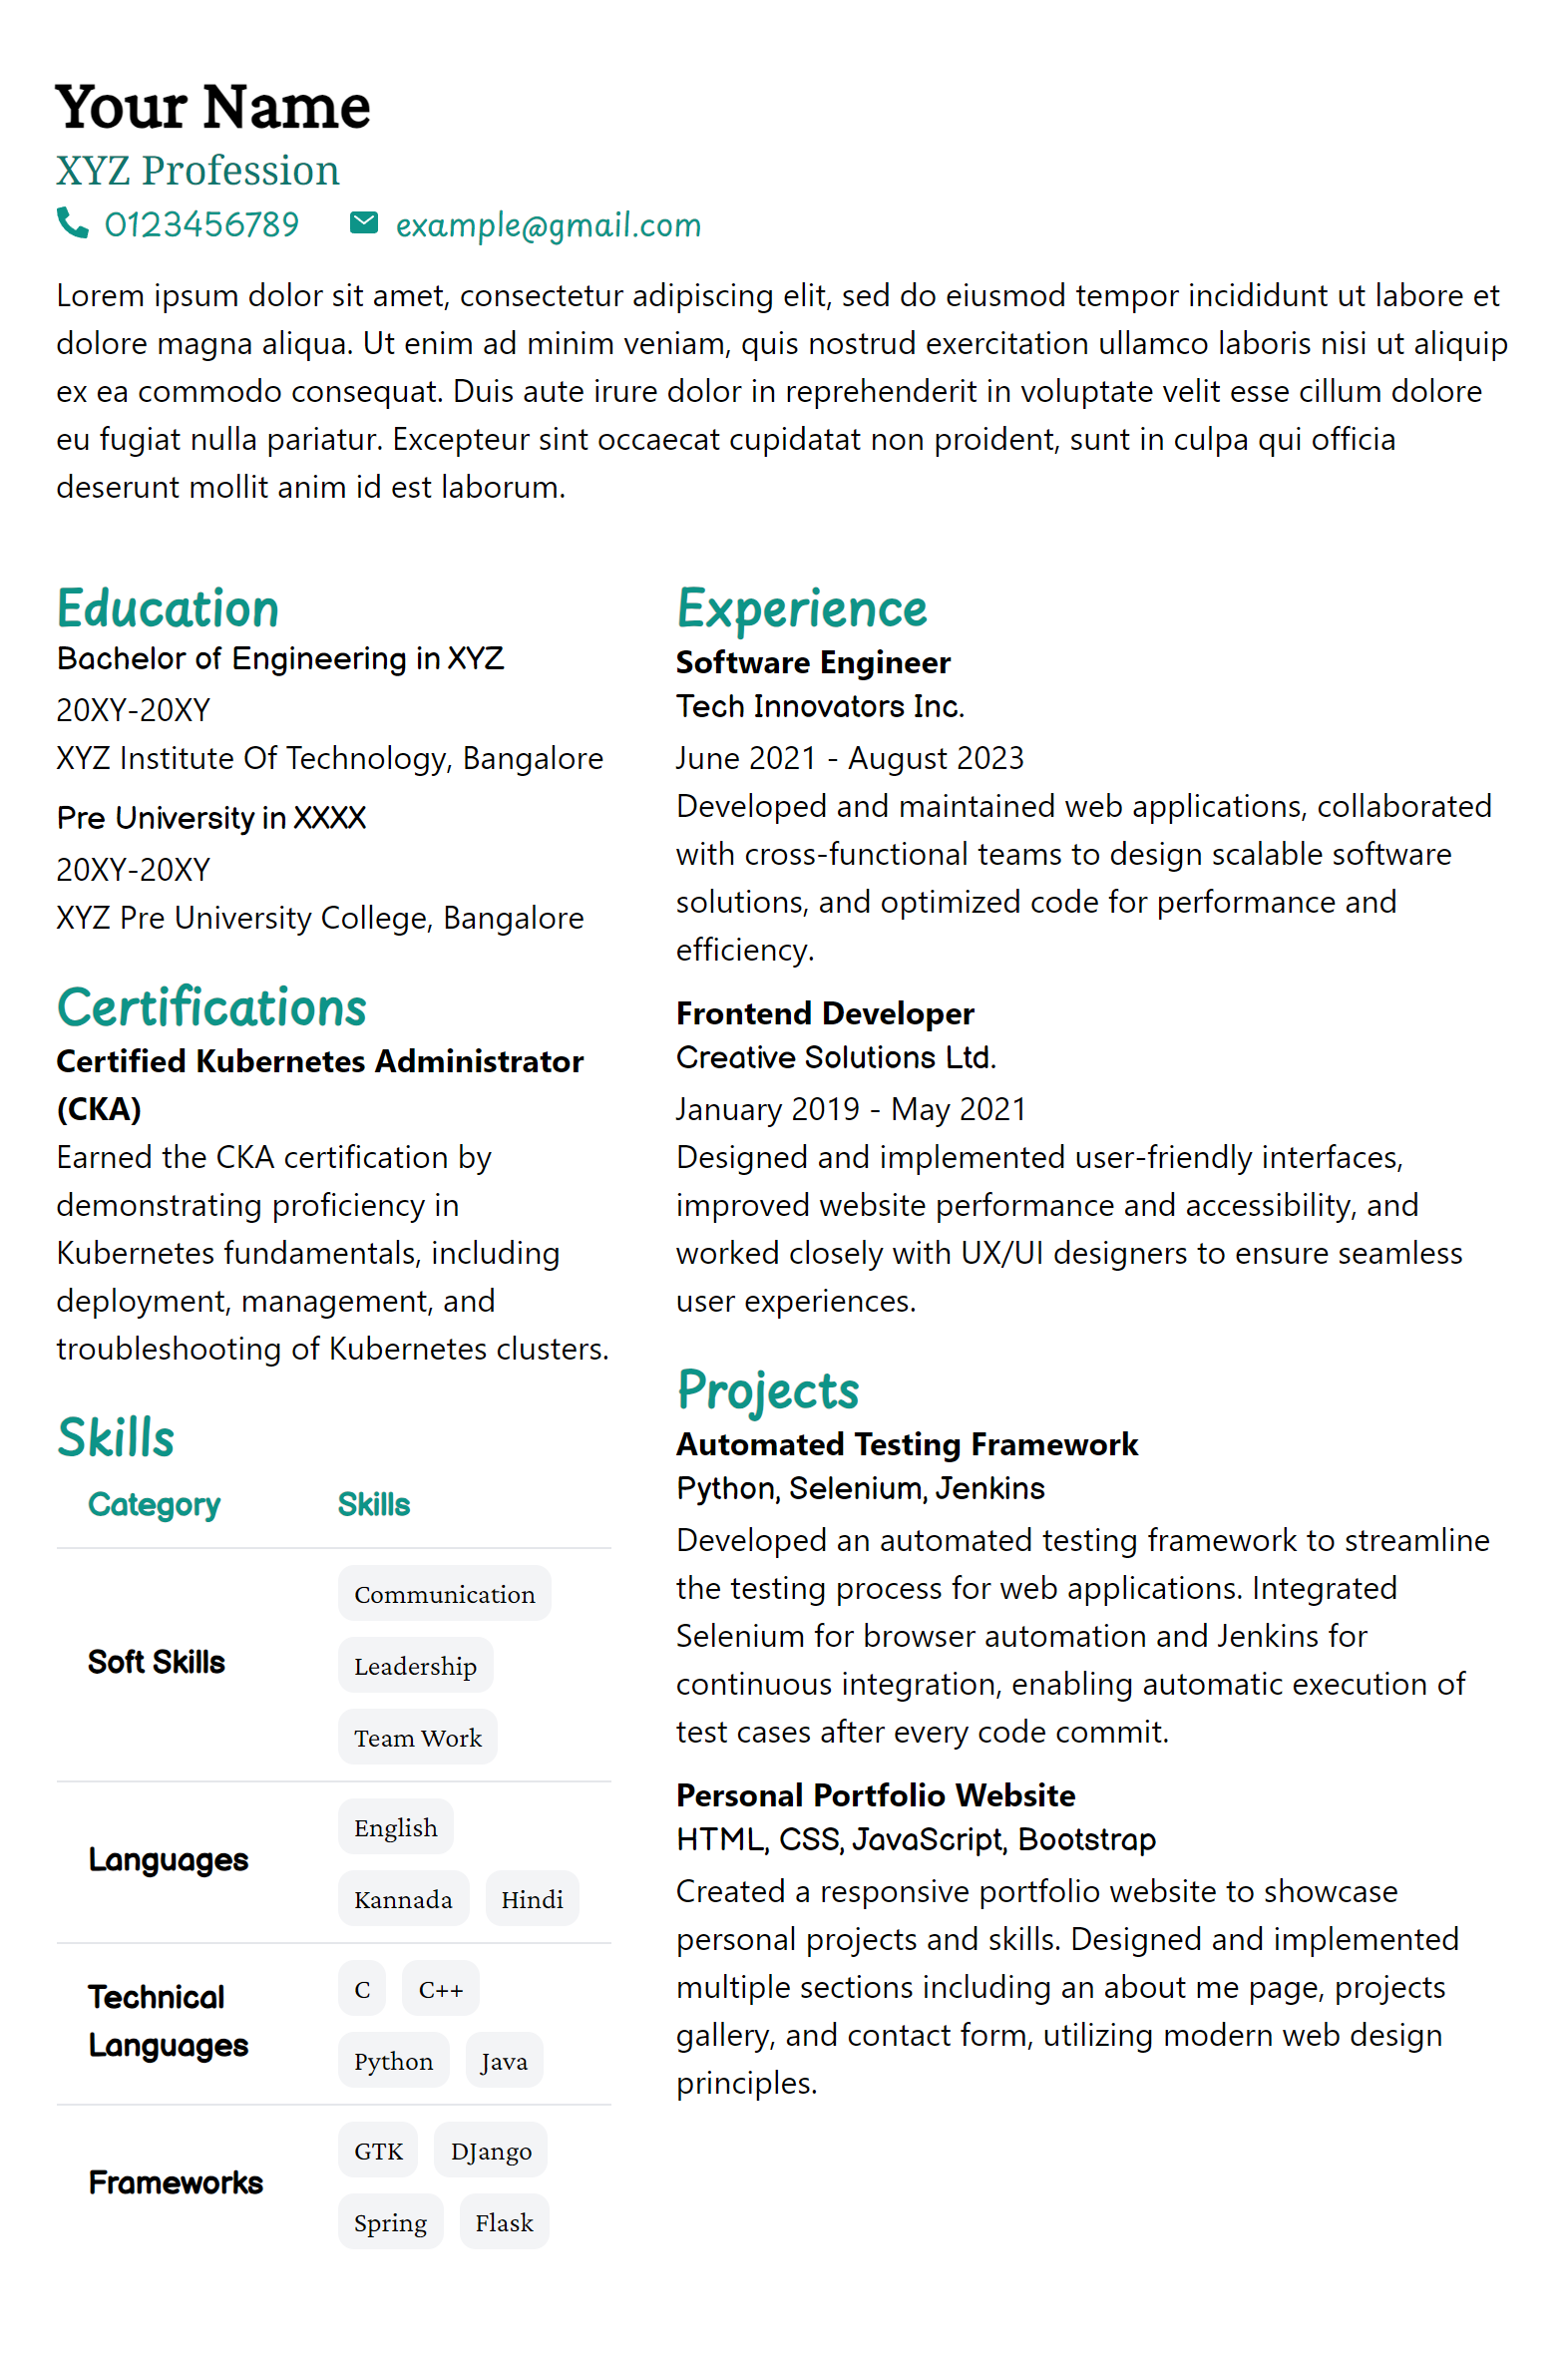 Your Name
XYZ Profession
0123456789 example@gmail.com
Lorem ipsum dolor sit amet, consectetur adipiscing elit, sed do eiusmod tempor incididunt ut labore et
dolore magna aliqua. Ut enim ad minim veniam, quis nostrud exercitation ullamco laboris nisi ut aliquip
ex ea commodo consequat. Duis aute irure dolor in reprehenderit in voluptate velit esse cillum dolore
eu fugiat nulla pariatur. Excepteur sint occaecat cupidatat non proident, sunt in culpa qui officia
deserunt mollit anim id est laborum.
Education
Bachelor of Engineering in XYZ
20XY-20XY
XYZ Institute Of Technology, Bangalore
Pre University in XXXX
20XY-20XY
XYZ Pre University College, Bangalore
Certifications
Certified Kubernetes Administrator
(CKA)
Earned the CKA certification by
demonstrating proficiency in
Kubernetes fundamentals, including
deployment, management, and
troubleshooting of Kubernetes clusters.
Skills
Category Skills
Soft Skills
Communication
Leadership
Team Work
Languages
English
Kannada Hindi
Technical
Languages
C C++
Python Java
Frameworks
GTK DJango
Spring Flask
Experience
Software Engineer
Tech Innovators Inc.
June 2021 - August 2023
Developed and maintained web applications, collaborated
with cross-functional teams to design scalable software
solutions, and optimized code for performance and
efficiency.
Frontend Developer
Creative Solutions Ltd.
January 2019 - May 2021
Designed and implemented user-friendly interfaces,
improved website performance and accessibility, and
worked closely with UX/UI designers to ensure seamless
user experiences.
Projects
Automated Testing Framework
Python, Selenium, Jenkins
Developed an automated testing framework to streamline
the testing process for web applications. Integrated
Selenium for browser automation and Jenkins for
continuous integration, enabling automatic execution of
test cases after every code commit.
Personal Portfolio Website
HTML, CSS, JavaScript, Bootstrap
Created a responsive portfolio website to showcase
personal projects and skills. Designed and implemented
multiple sections including an about me page, projects
gallery, and contact form, utilizing modern web design
principles.